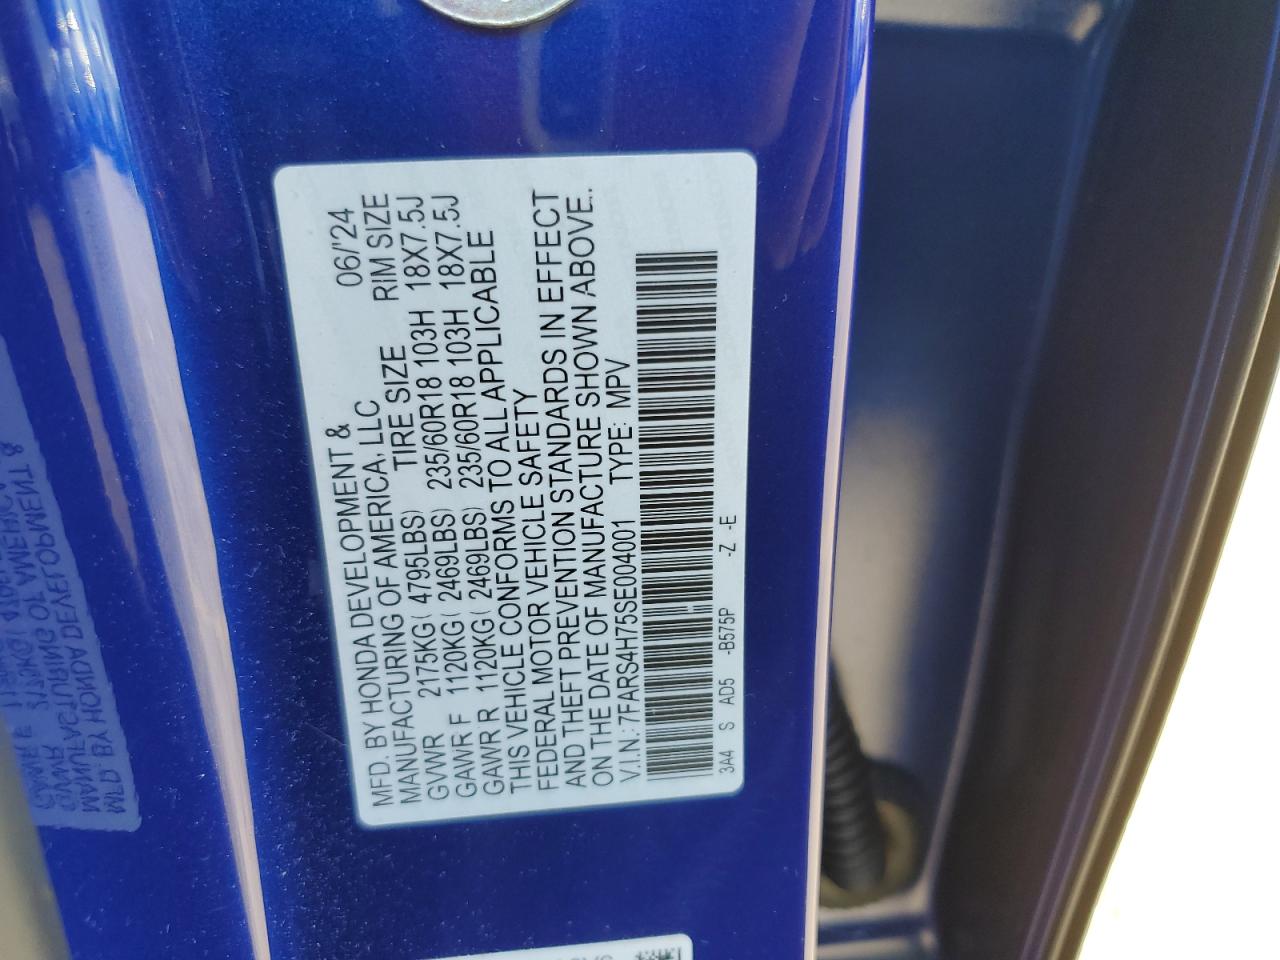 MFD. BY HONDA DEVELOPMENT & 06/'24
MANUFACTURING OF AMERICA, LLC
TIRE SIZE RIM SIZE
GVWR 2175KG( 4795LBS)
GAWR F 1120KG( 2469LBS) 235/60R18 103H 18X7.5J
GAWR R 1120KG( 2469LBS) 235/60R18 103H 18X7.5J
THIS VEHICLE CONFORMS TO ALL APPLICABLE
FEDERAL MOTOR VEHICLE SAFETY
AND THEFT PREVENTION STANDARDS IN EFFECT
ON THE DATE OF MANUFACTURE SHOWN ABOVE..
V.I.N.:7FARS4H75SE004001 TYPE: MPV
3A4 S AD5 -B575P -Z -E